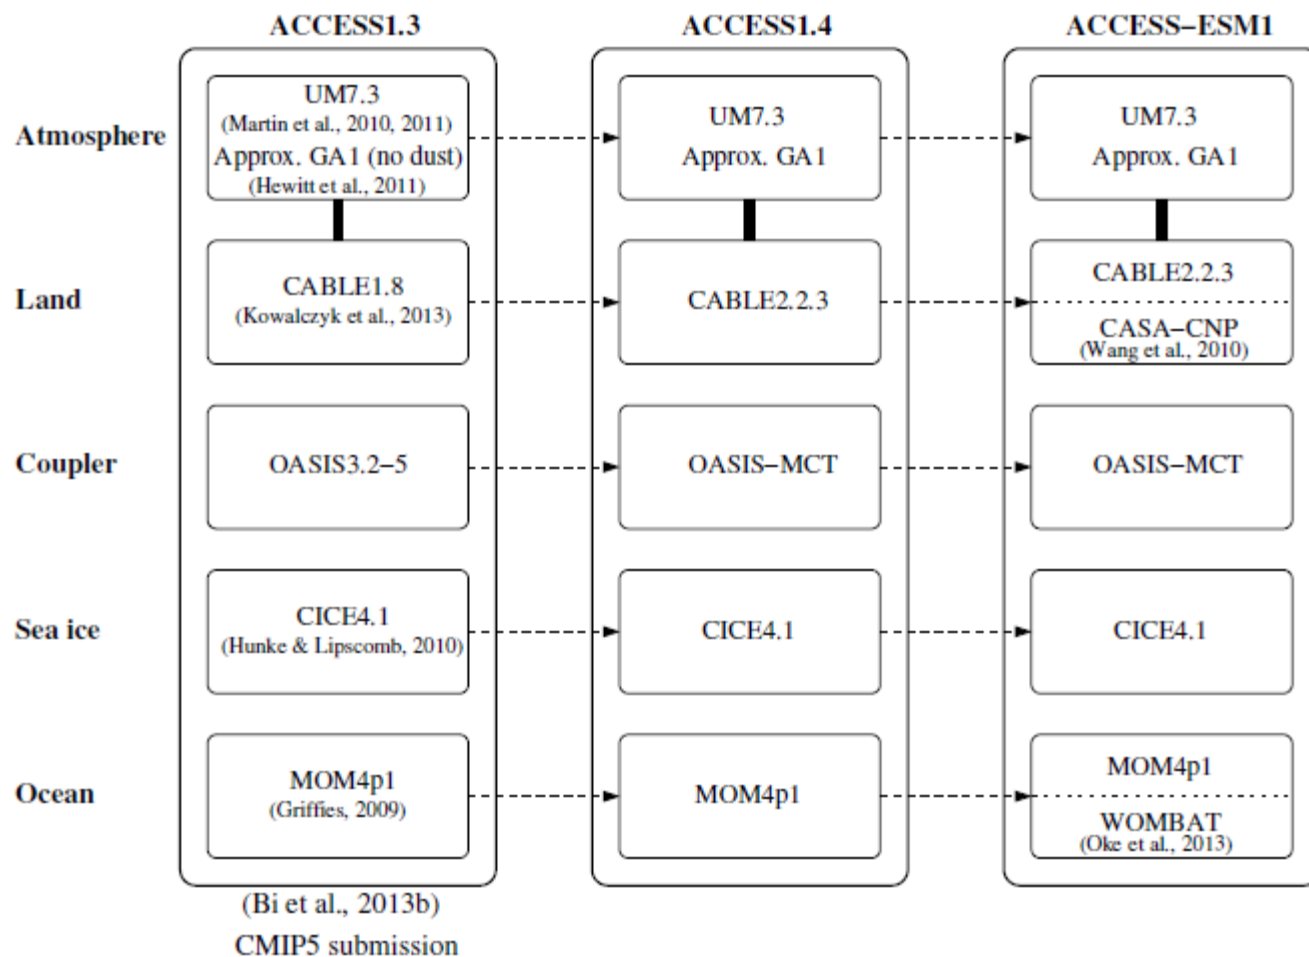 ACCESS1.3 ACCESS1.4 ACCESS−ESM1
Atmosphere
UM7.3
(Martin et al., 2010, 2011)
Approx. GA1 (no dust)
(Hewitt et al., 2011)
UM7.3
Approx. GA1
UM7.3
Approx. GA1
Land
CABLE1.8
(Kowalczyk et al., 2013)
CABLE2.2.3
CABLE2.2.3
CASA−CNP
(Wang et al., 2010)
Coupler
OASIS3.2−5
OASIS−MCT
OASIS−MCT
Sea ice
CICE4.1
(Hunke & Lipscomb, 2010)
CICE4.1
CICE4.1
Ocean
MOM4p1
(Griffies, 2009)
MOM4p1
MOM4p1
WOMBAT
(Oke et al., 2013)
(Bi et al., 2013b)
CMIP5 submission